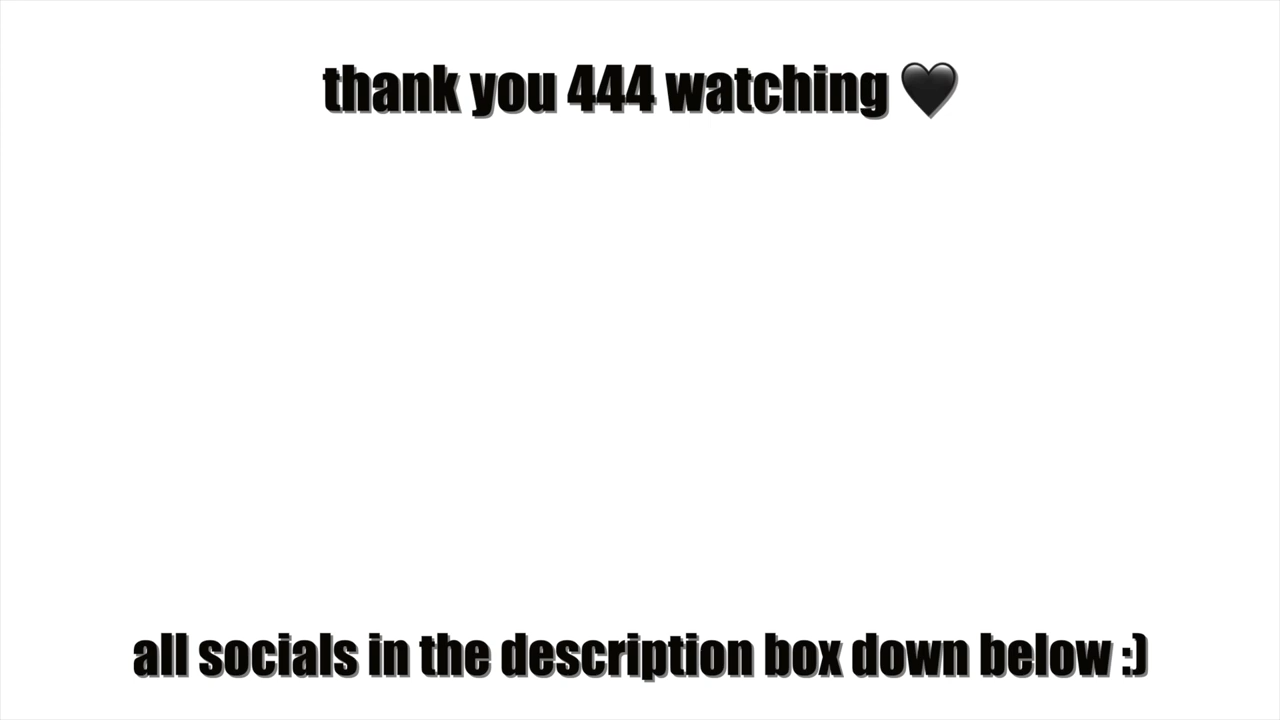 thank you 444 watching 🖤
all socials in the description box down below :)